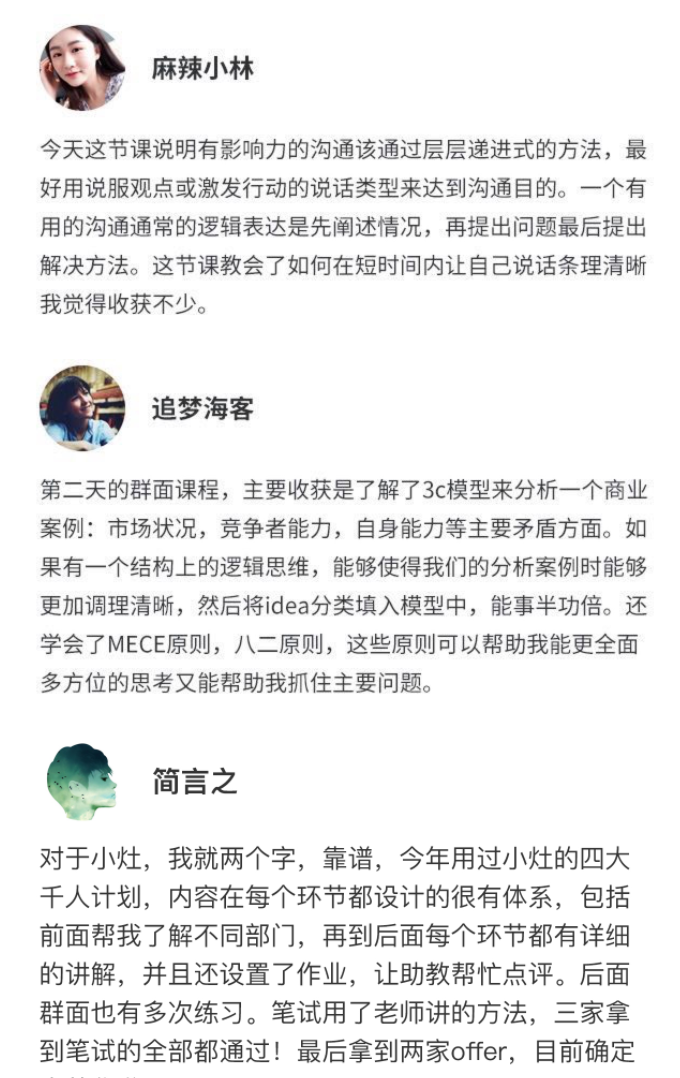 麻辣小林
今天这节课说明有影响力的沟通该通过层层递进式的方法，最
好用说服观点或激发行动的说话类型来达到沟通目的。一个有
用的沟通通常的逻辑表达是先阐述情况，再提出问题最后提出
解决方法。这节课教会了如何在短时间内让自己说话条理清晰
我觉得收获不少。
追梦海客
第二天的群面课程，主要收获是了解了3c模型来分析一个商业
案例：市场状况，竞争者能力，自身能力等主要矛盾方面。如
果有一个结构上的逻辑思维，能够使得我们的分析案例时能够
更加调理清晰，然后将idea分类填入模型中，能事半功倍。还
学会了MECE原则，八二原则，这些原则可以帮助我能更全面
多方位的思考又能帮助我抓住主要问题。
简言之
对于小灶，我就两个字，靠谱，今年用过小灶的四大
千人计划，内容在每个环节都设计的很有体系，包括
前面帮我了解不同部门，再到后面每个环节都有详细
的讲解，并且还设置了作业，让助教帮忙点评。后面
群面也有多次练习。笔试用了老师讲的方法，三家拿
到笔试的全部都通过！最后拿到两家offer，目前确定